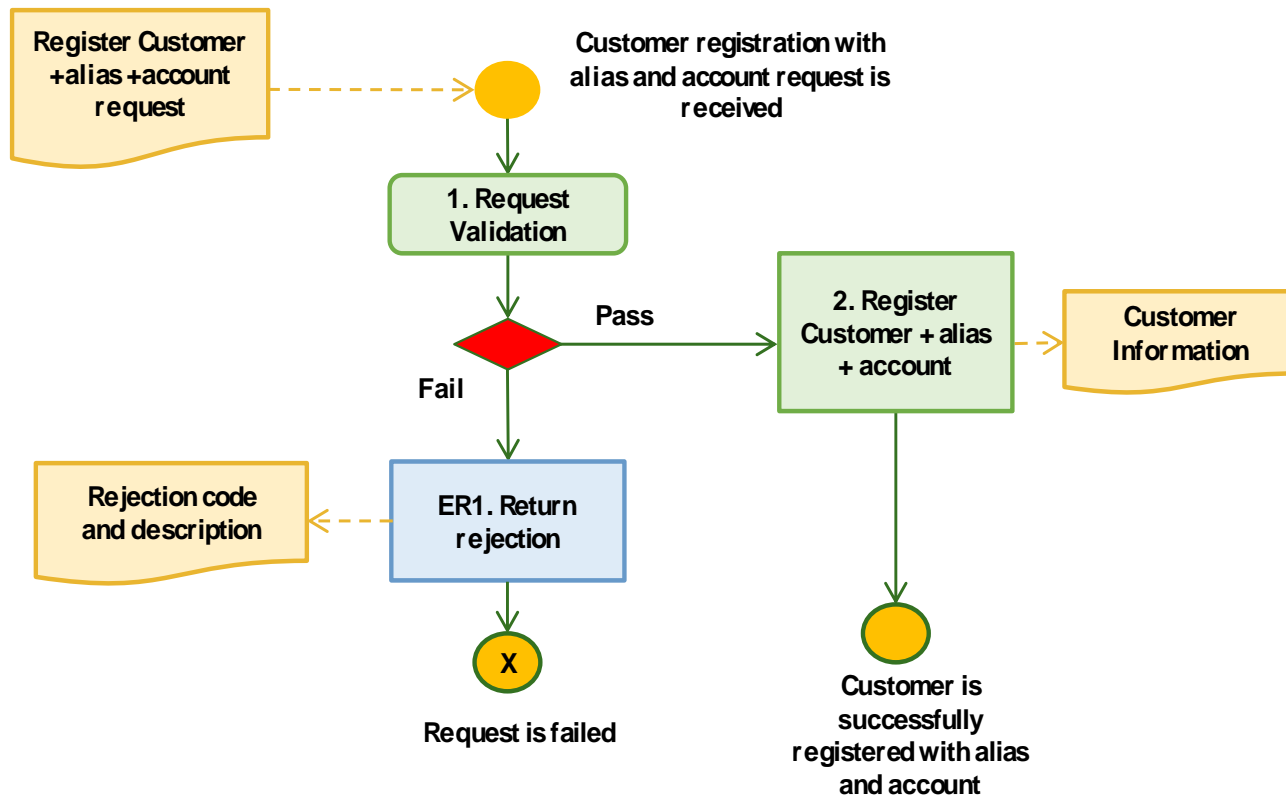 Register Customer
+alias +account
request
Customer registration with
alias and account request is
received
1. Request
Validation
Pass
Fail
2. Register
Customer + alias
+ account
Customer
Information
Rejection code
and description
ER1. Return
rejection
X
Request is failed
Customer is
successfully
registered with alias
and account